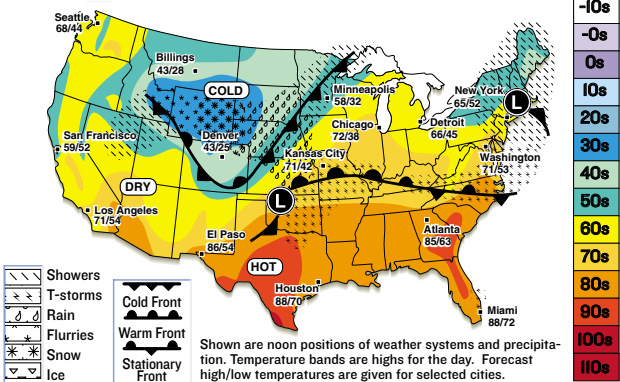 Seattle
68/44
Billings
43/28
COLD
Minneapolis
58/32
New York
65/52
L
Chicago
72/38
Detroit
66/45
San Francisco
59/52
Denver
43/25
Kansas City
71/42
Washington
71/53
DRY
L
Los Angeles
71/54
El Paso
86/54
Atlanta
85/63
HOT
Houston
88/70
Miami
88/72
-10s
-0s
0s
10s
20s
30s
40s
50s
60s
70s
80s
90s
100s
110s
Showers
T-storms
Rain
Flurries
Snow
Ice
Cold Front
Warm Front
Stationary
Front
Shown are noon positions of weather systems and precipita-
tion. Temperature bands are highs for the day. Forecast
high/low temperatures are given for selected cities.